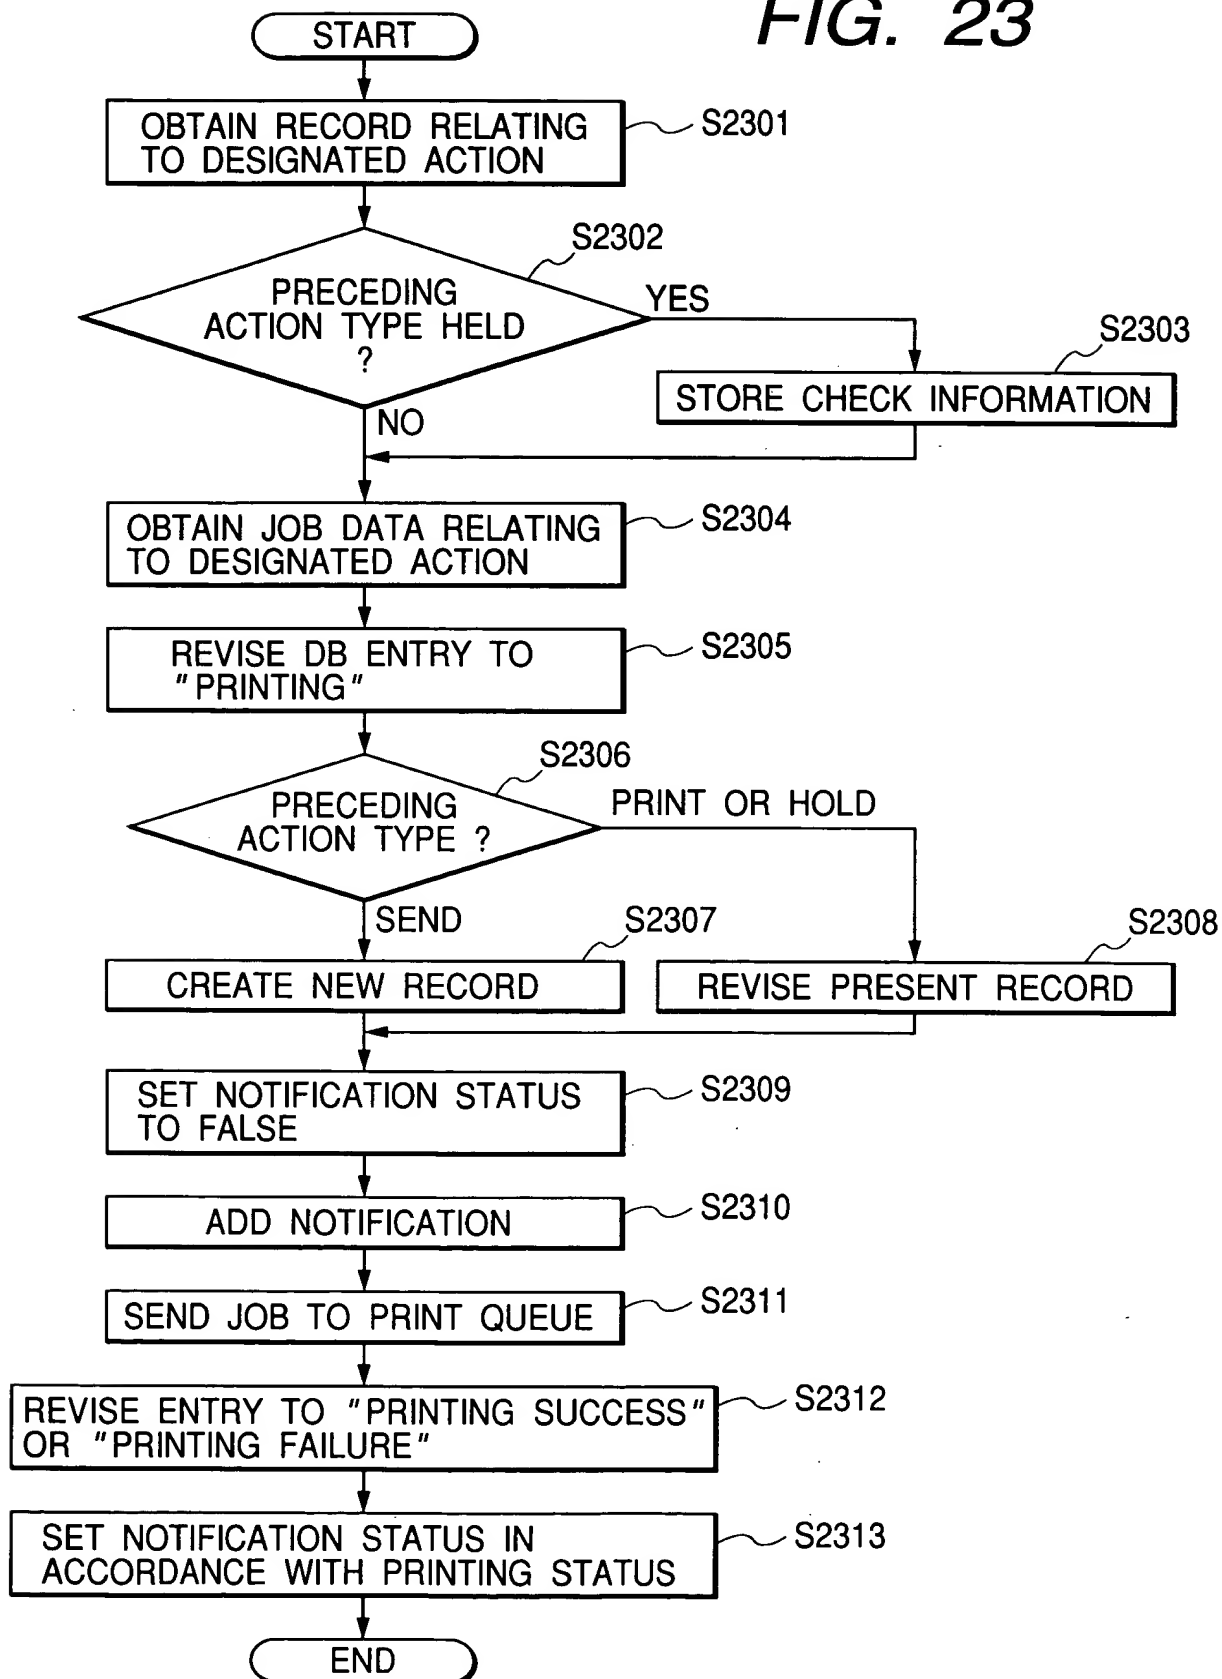 FIG. 23
START
OBTAIN RECORD RELATING
TO DESIGNATED ACTION
S2301
S2302
PRECEDING
ACTION TYPE HELD
?
YES
S2303
STORE CHECK INFORMATION
NO
OBTAIN JOB DATA RELATING
TO DESIGNATED ACTION
S2304
REVISE DB ENTRY TO
"PRINTING"
S2305
S2306
PRECEDING
ACTION TYPE ?
PRINT OR HOLD
SEND
S2307
S2308
CREATE NEW RECORD
REVISE PRESENT RECORD
SET NOTIFICATION STATUS
TO FALSE
S2309
ADD NOTIFICATION
S2310
SEND JOB TO PRINT QUEUE
S2311
REVISE ENTRY TO "PRINTING SUCCESS"
OR "PRINTING FAILURE"
S2312
SET NOTIFICATION STATUS IN
ACCORDANCE WITH PRINTING STATUS
S2313
END